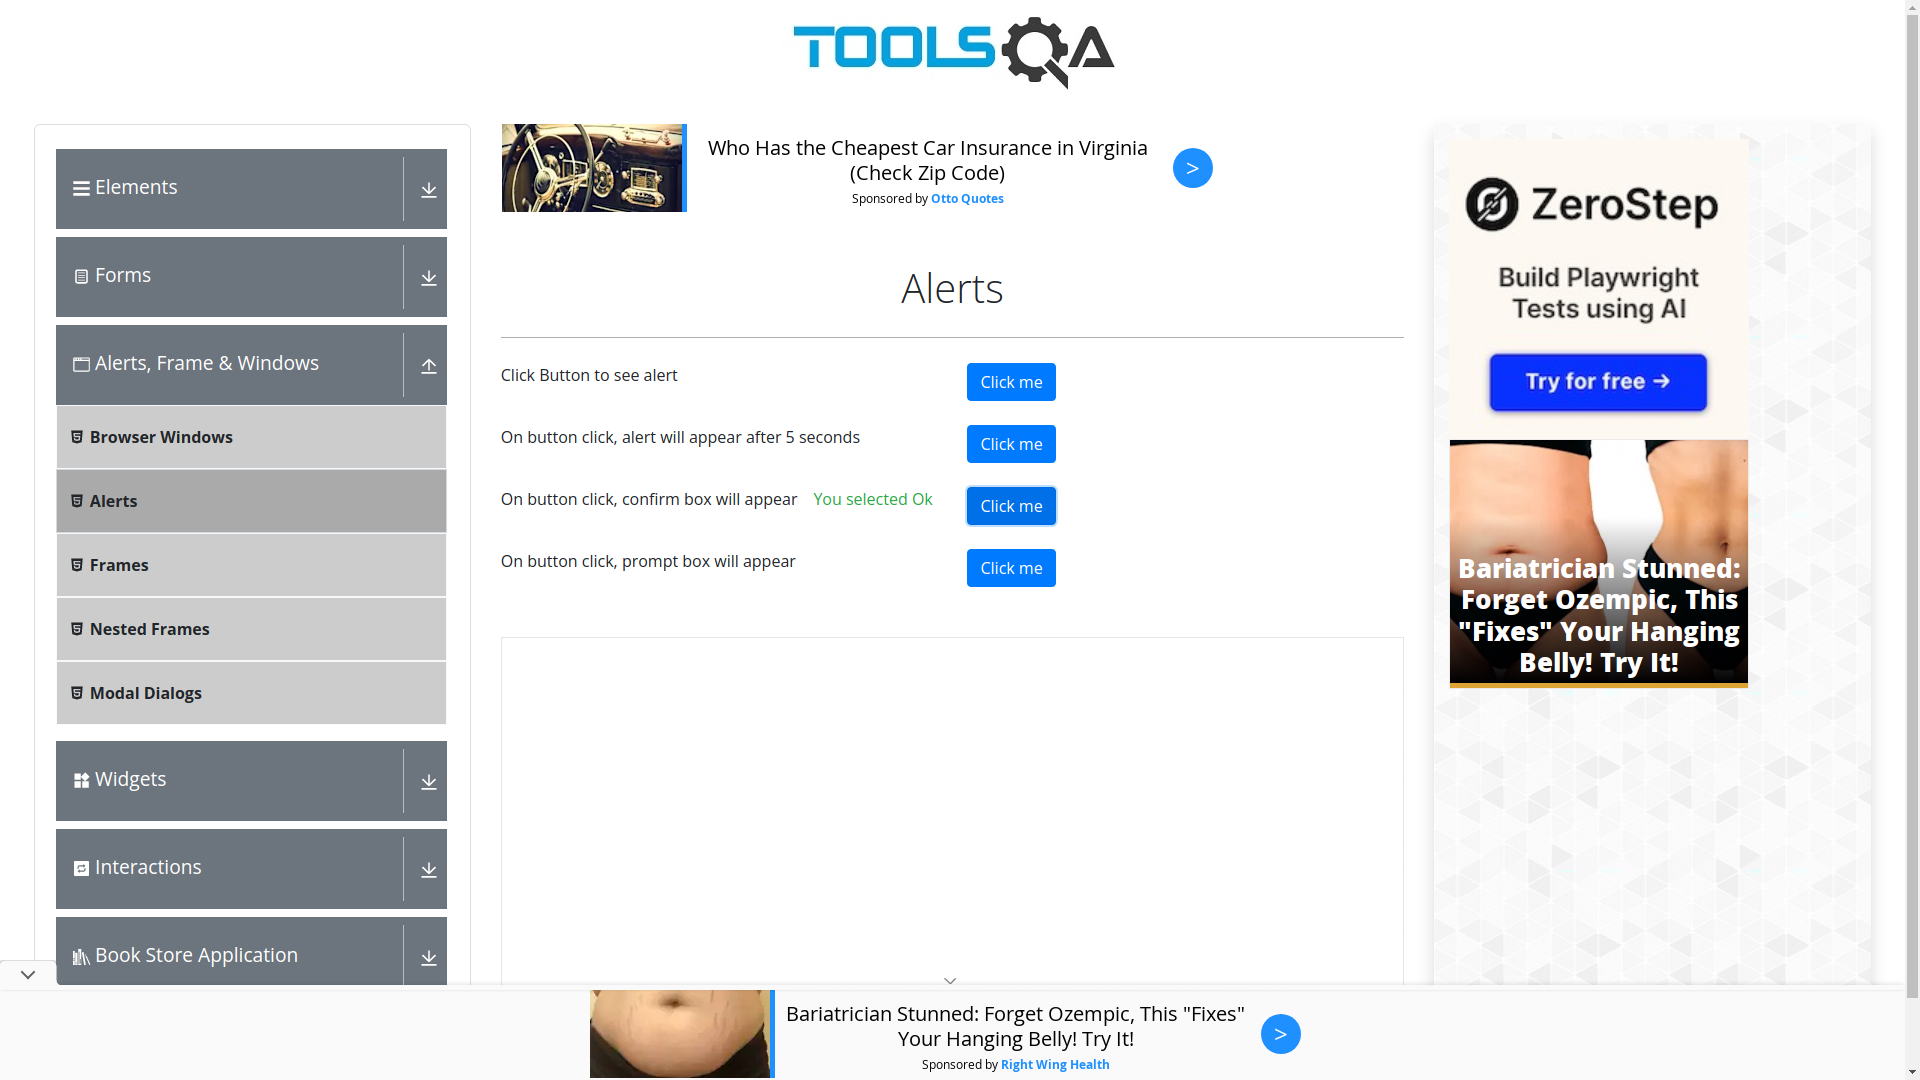 TOOLSQA
Elements
Forms
Alerts, Frame & Windows
Browser Windows
Alerts
Frames
Nested Frames
Modal Dialogs
Widgets
Interactions
Book Store Application
Who Has the Cheapest Car Insurance in Virginia
(Check Zip Code)
Sponsored by Otto Quotes
>
Alerts
Click Button to see alert
Click me
On button click, alert will appear after 5 seconds
Click me
On button click, confirm box will appear You selected Ok
Click me
On button click, prompt box will appear
Click me
ZeroStep
Build Playwright
Tests using AI
Try for free →
Bariatrician Stunned:
Forget Ozempic, This
"Fixes" Your Hanging
Belly! Try It!
Bariatrician Stunned: Forget Ozempic, This "Fixes"
Your Hanging Belly! Try It!
Sponsored by Right Wing Health
>